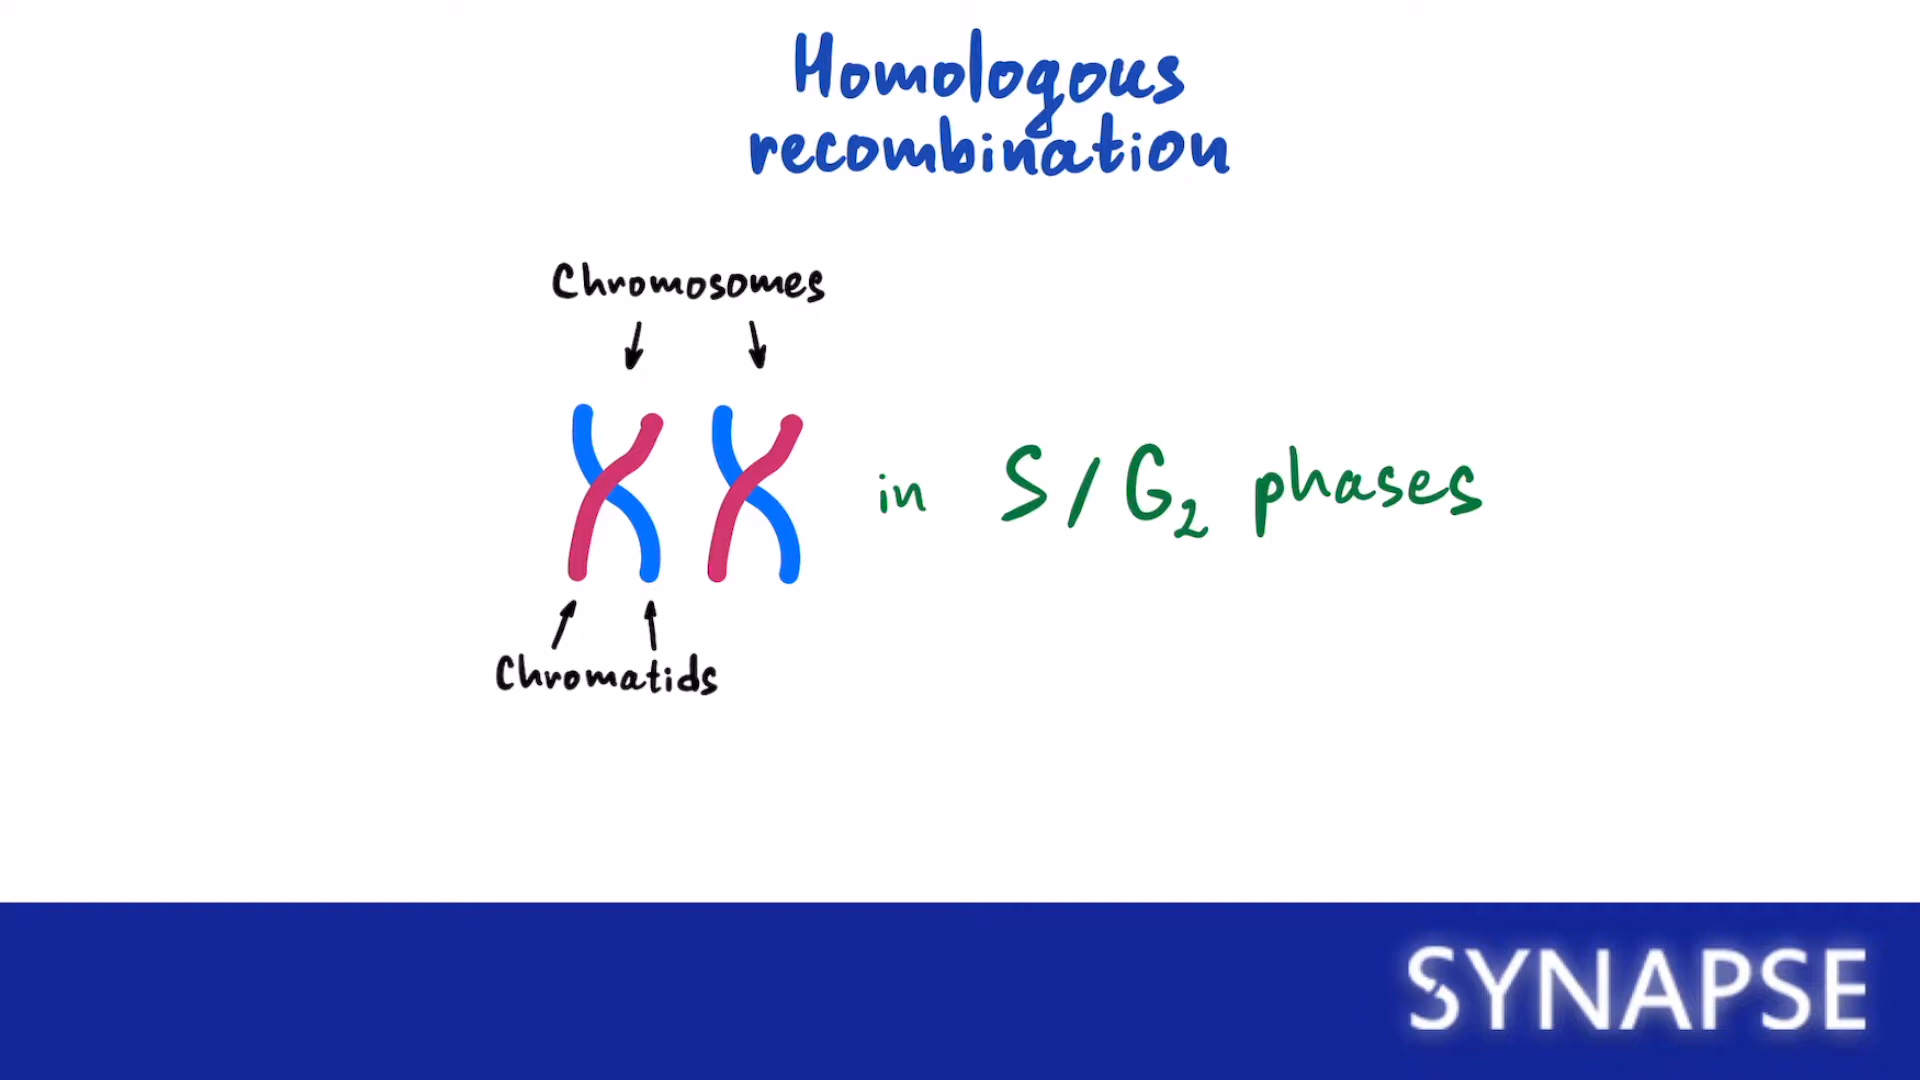 Homologous
recombination
Chromosomes
in S/G₂ phases
Chromatids
SYNAPSE